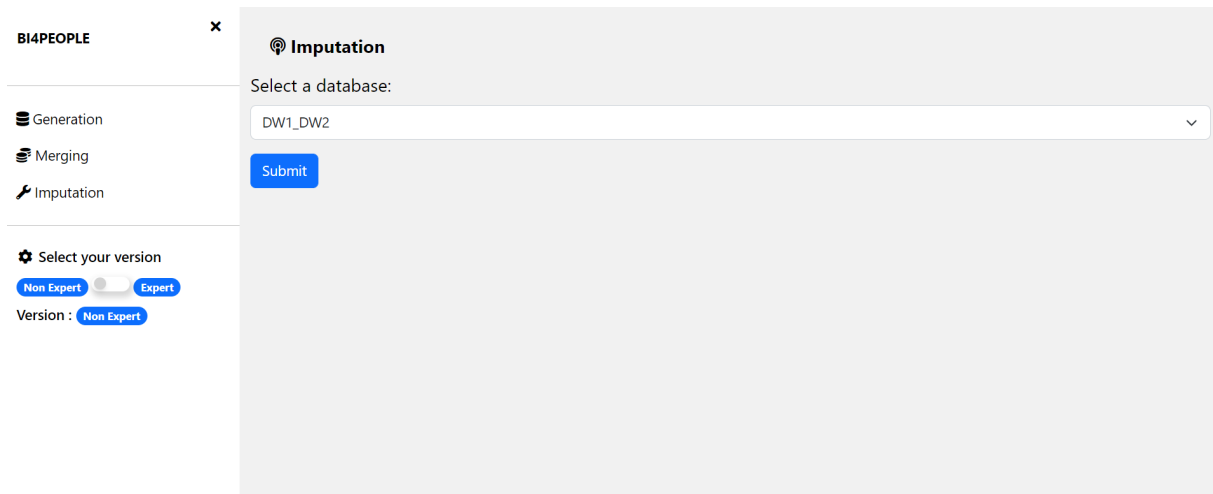 BI4PEOPLE
Generation
Merging
Imputation
Select your version
Non Expert Expert
Version : Non Expert
Imputation
Select a database:
DW1_DW2
Submit